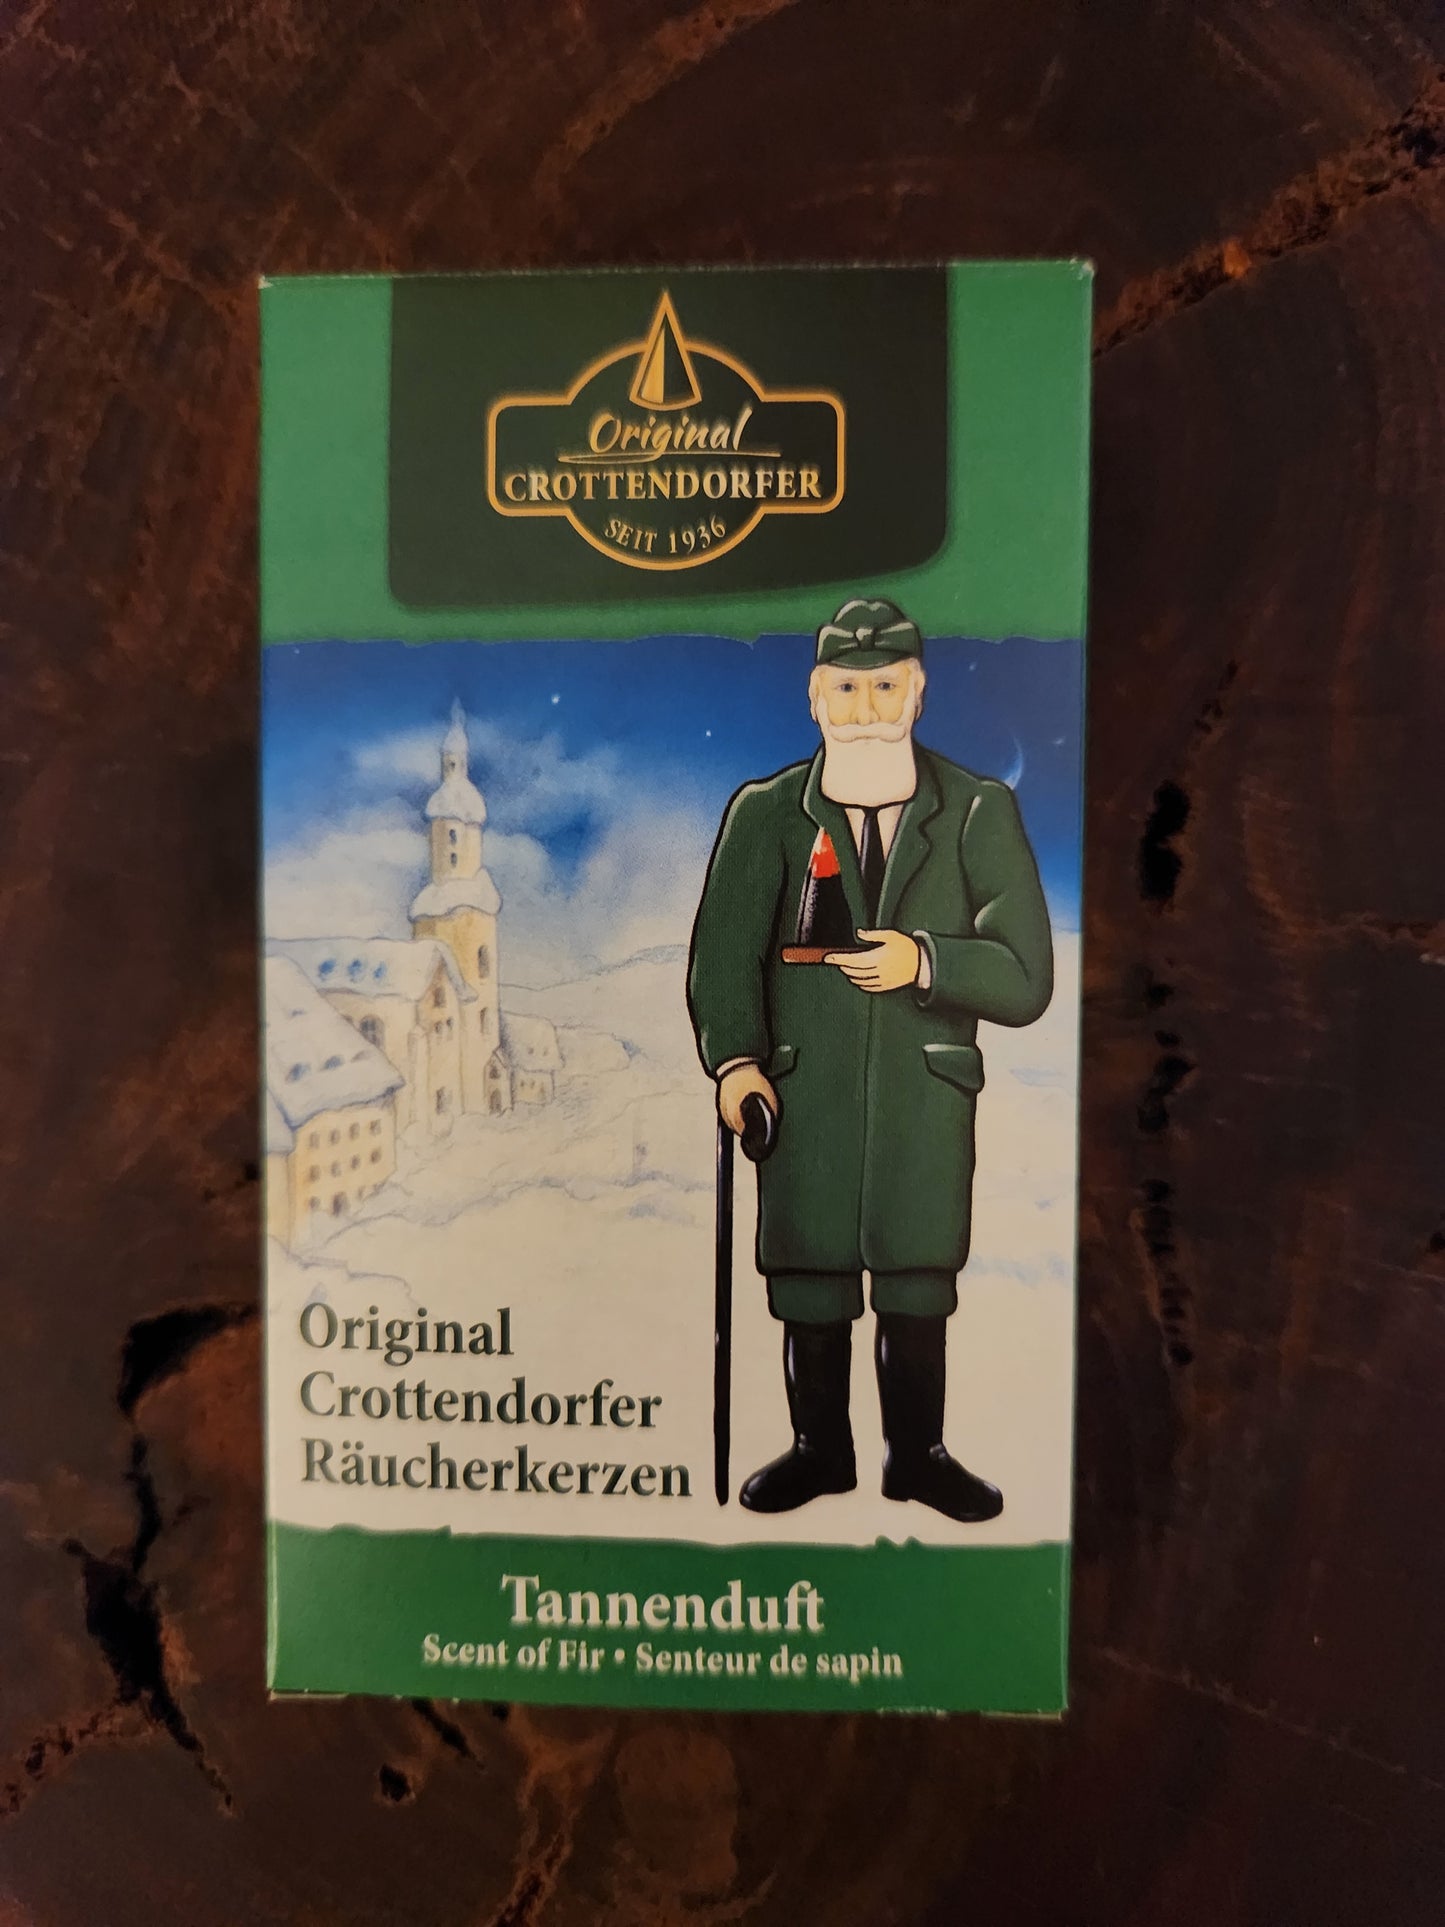 Original
CROTTENDORFER
SEIT 1936
Original
Crottendorfer
Räucherkerzen
Tannenduft
Scent of Fir • Senteur de sapin